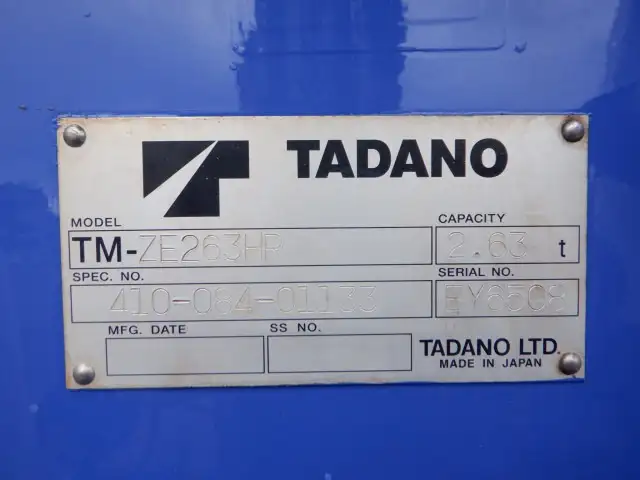 TADANO
MODEL
TM-ZE263HR
CAPACITY
2.63 t
SPEC. NO.
410-084-01133
SERIAL NO.
EY6509
MFG. DATE
SS NO.
TADANO LTD.
MADE IN JAPAN